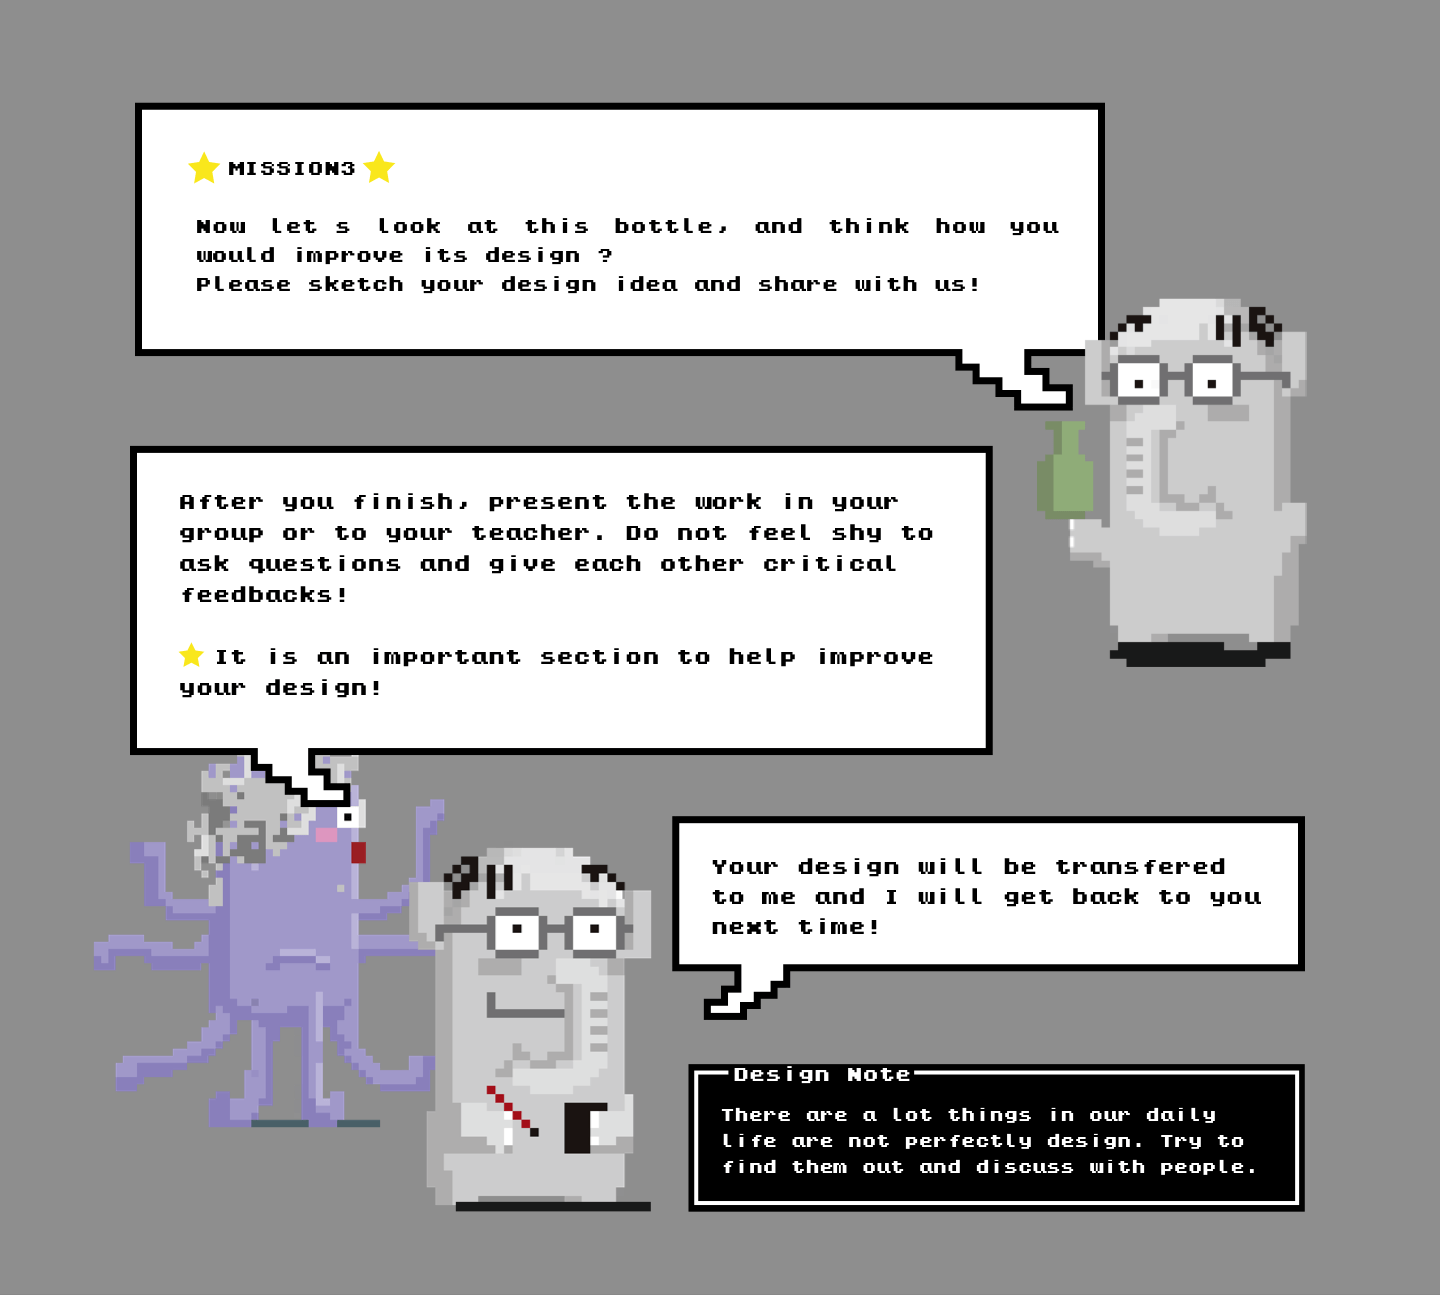 MISSION3
Now let s look at this bottle, and think how you
would improve its design ?
Please sketch your design idea and share with us!
After you finish, present the work in your
group or to your teacher. Do not feel shy to
ask questions and give each other critical
feedbacks!
It is an important section to help improve
your design!
Your design will be transfered
to me and I will get back to you
next time!
Design Note
There are a lot things in our daily
life are not perfectly design. Try to
find them out and discuss with people.